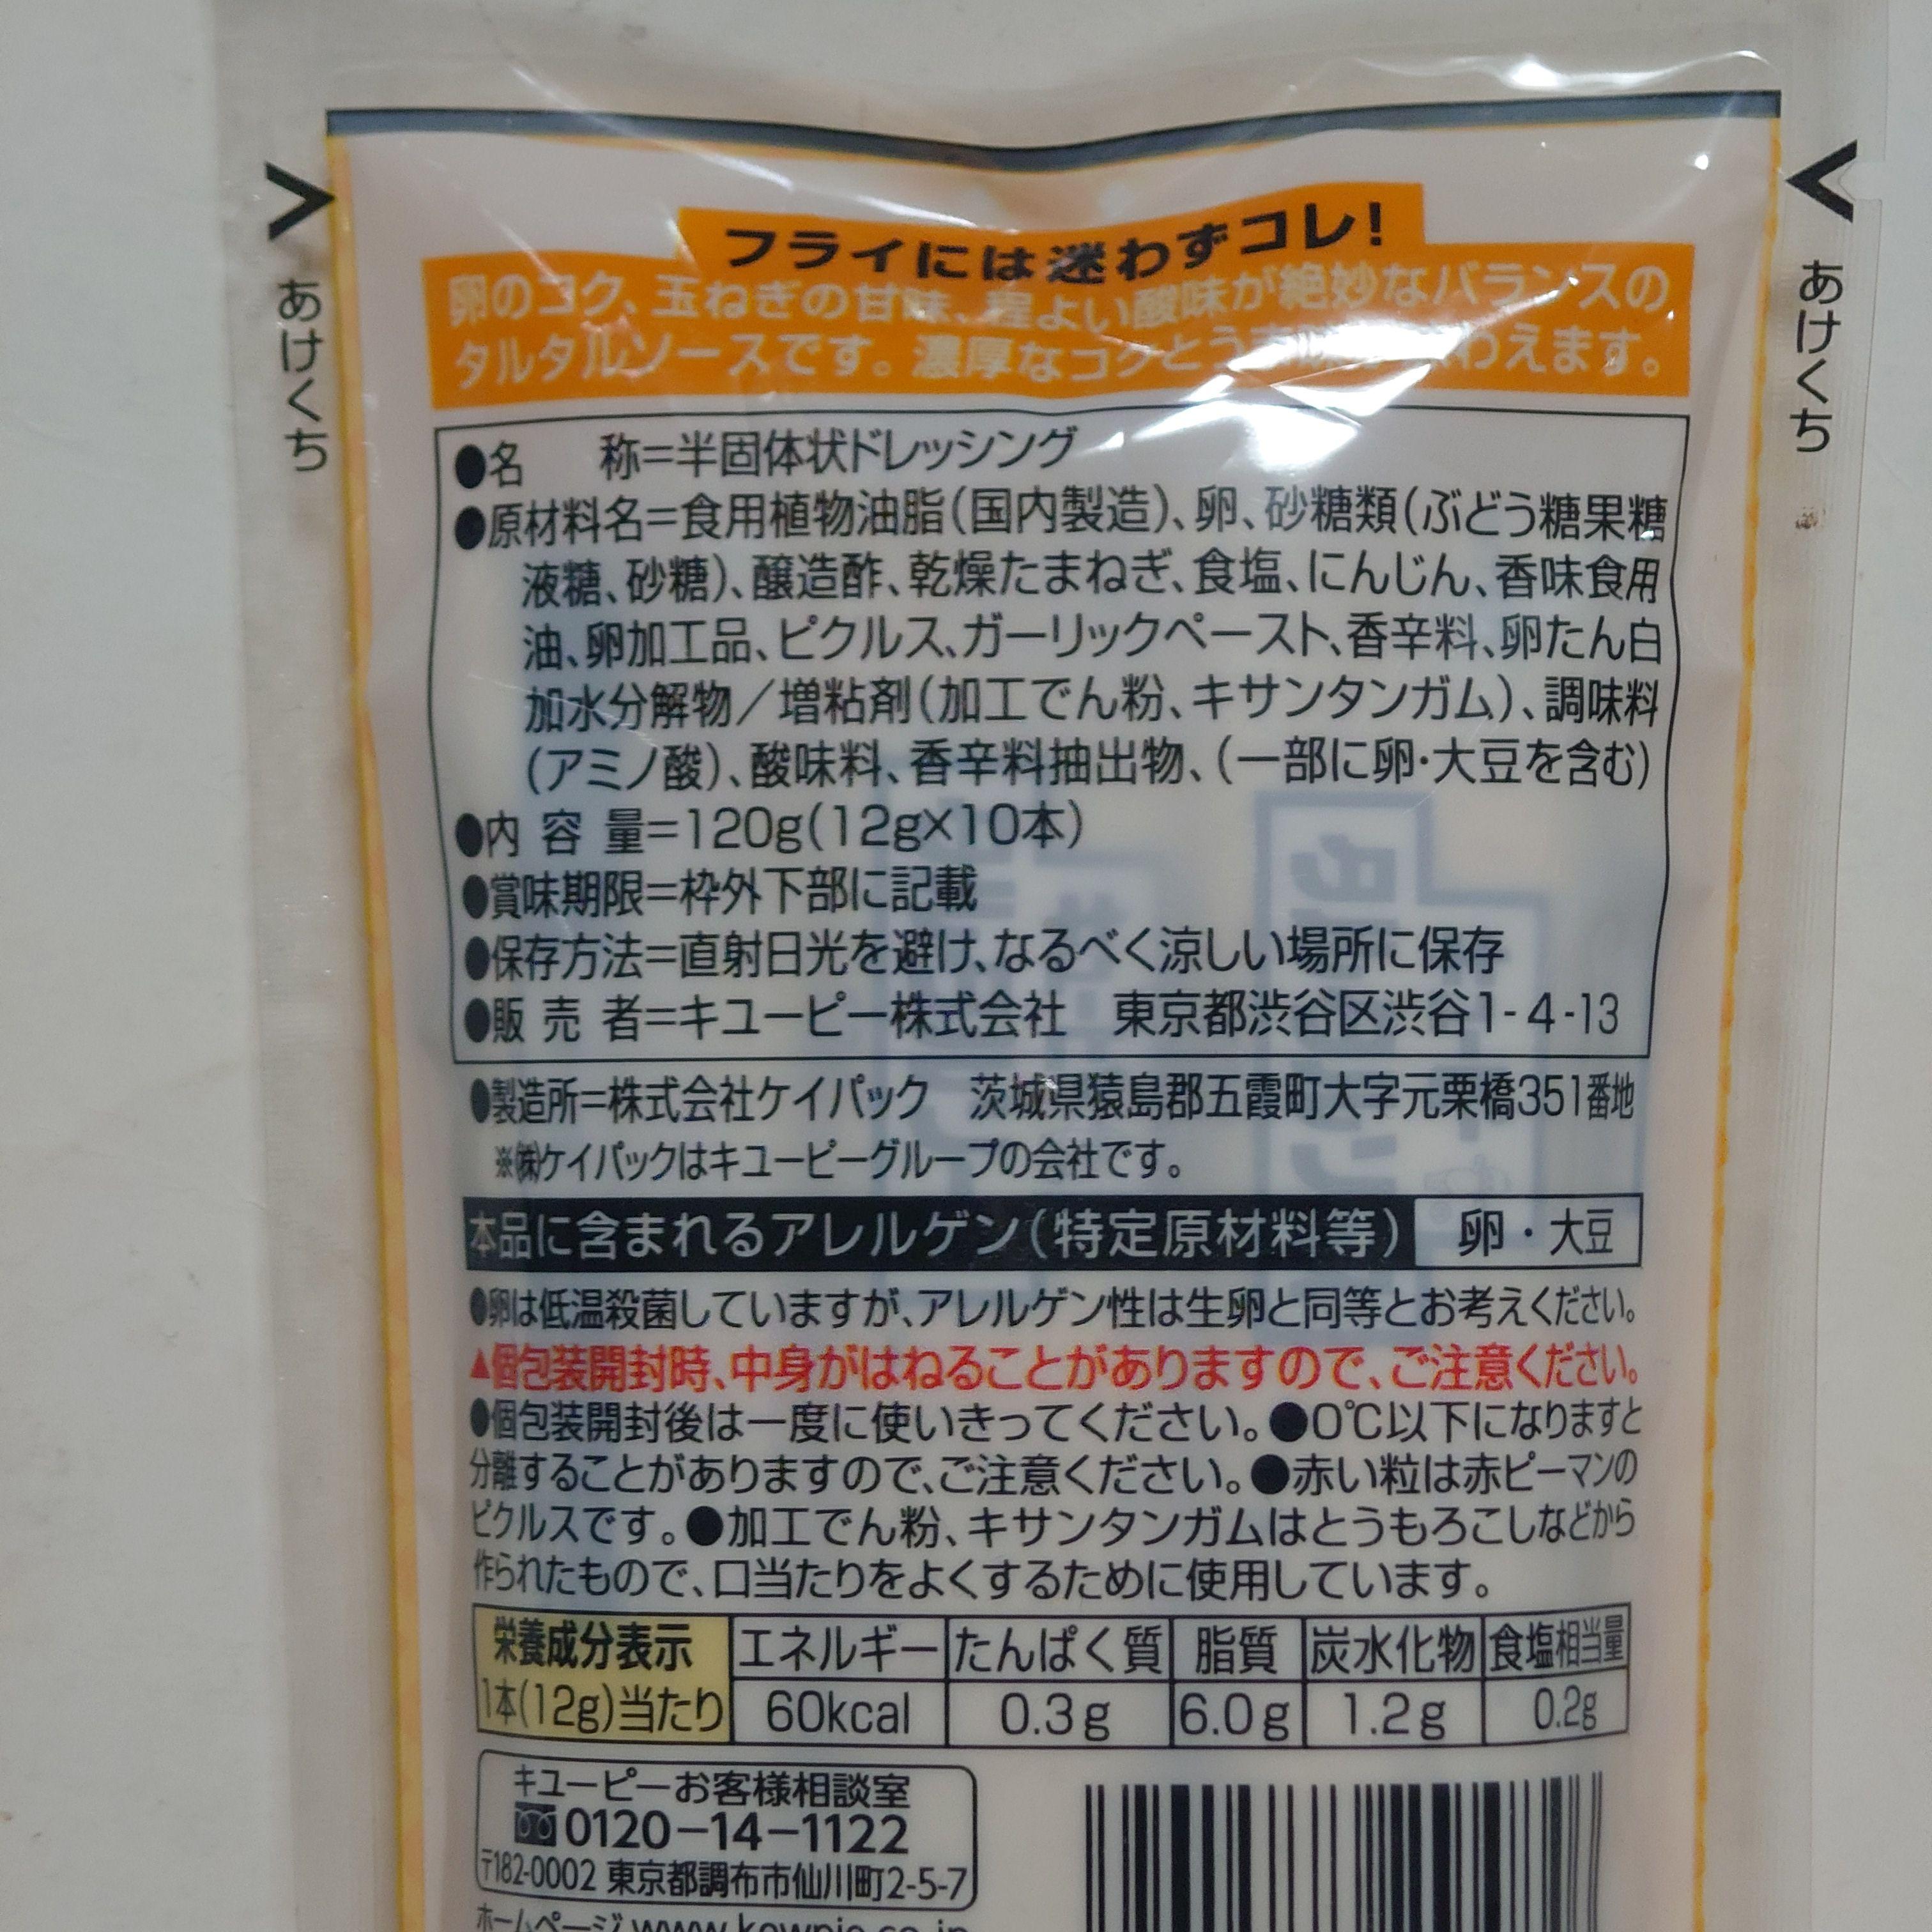 フライには迷わずコレ!
卵のコク、玉ねぎの甘味、程よい酸味が絶妙なバランスの
タルタルソースです。濃厚なコクとうま味が味わえます。
あけくち
あけくち
●名 称=半固体状ドレッシング
●原材料名=食用植物油脂(国内製造)、卵、砂糖類(ぶどう糖果糖
液糖、砂糖)、醸造酢、乾燥たまねぎ、食塩、にんじん、香味食用
油、卵加工品、ピクルス、ガーリックペースト、香辛料、卵たん白
加水分解物/増粘剤(加工でん粉、キサンタンガム)、調味料
(アミノ酸)、酸味料、香辛料抽出物、(一部に卵・大豆を含む)
●内容量=120g(12g×10本)
●賞味期限=枠外下部に記載
●保存方法=直射日光を避け、なるべく涼しい場所に保存
●販売者=キユーピー株式会社 東京都渋谷区渋谷1-4-13
●製造所=株式会社ケイパック 茨城県猿島郡五霞町大字元栗橋351番地
※㈱ケイパックはキユーピーグループの会社です。
本品に含まれるアレルゲン(特定原材料等) 卵・大豆
●卵は低温殺菌していますが、アレルゲン性は生卵と同等とお考えください。
▲個包装開封時、中身がはねることがありますので、ご注意ください。
●個包装開封後は一度に使いきってください。●0℃以下になりますと
分離することがありますので、ご注意ください。●赤い粒は赤ピーマンの
ピクルスです。●加工でん粉、キサンタンガムはとうもろこしなどから
作られたもので、口当たりをよくするために使用しています。
栄養成分表示 エネルギー たんぱく質 脂質 炭水化物 食塩相当量
1本(12g)当たり 60kcal 0.3g 6.0g 1.2g 0.2g
キユーピーお客様相談室
0120-14-1122
〒182-0002 東京都調布市仙川町2-5-7
ホームページ www.kewpie.co.jp